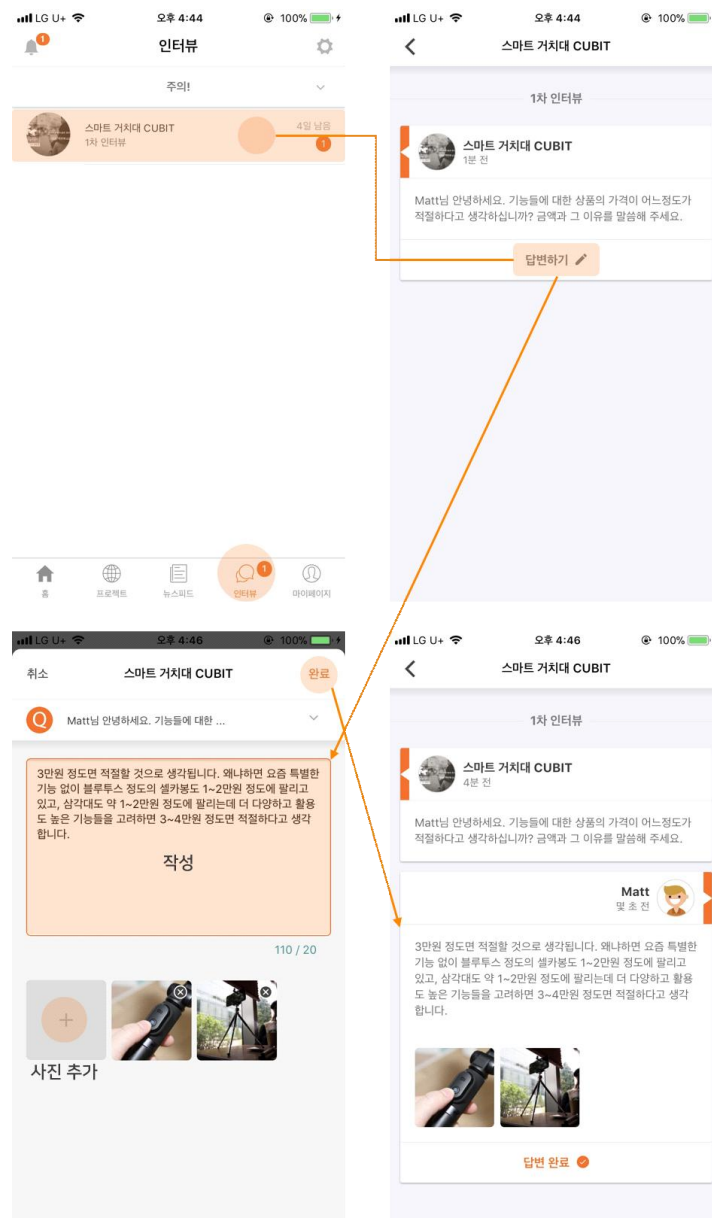 LG U+ 오후 4:44 100%
1
인터뷰
주의!
스마트 거치대 CUBIT
1차 인터뷰
4일 남음
1
홈
프로젝트
뉴스피드
1
인터뷰
마이페이지
LG U+ 오후 4:44 100%
스마트 거치대 CUBIT
1차 인터뷰
스마트 거치대 CUBIT
1분 전
Matt님 안녕하세요. 기능들에 대한 상품의 가격이 어느정도가
적절하다고 생각하십니까? 금액과 그 이유를 말씀해 주세요.
답변하기
LG U+ 오후 4:46 100%
취소 스마트 거치대 CUBIT 완료
Q Matt님 안녕하세요. 기능들에 대한 ...
3만원 정도면 적절할 것으로 생각됩니다. 왜냐하면 요즘 특별한
기능 없이 블루투스 정도의 셀카봉도 1~2만원 정도에 팔리고
있고, 삼각대도 약 1~2만원 정도에 팔리는데 더 다양하고 활용
도 높은 기능들을 고려하면 3~4만원 정도면 적절하다고 생각
합니다.
작성
110 / 20
사진 추가
LG U+ 오후 4:46 100%
스마트 거치대 CUBIT
1차 인터뷰
스마트 거치대 CUBIT
4분 전
Matt님 안녕하세요. 기능들에 대한 상품의 가격이 어느정도가
적절하다고 생각하십니까? 금액과 그 이유를 말씀해 주세요.
Matt
몇 초 전
3만원 정도면 적절할 것으로 생각됩니다. 왜냐하면 요즘 특별한
기능 없이 블루투스 정도의 셀카봉도 1~2만원 정도에 팔리고
있고, 삼각대도 약 1~2만원 정도에 팔리는데 더 다양하고 활용
도 높은 기능들을 고려하면 3~4만원 정도면 적절하다고 생각
합니다.
답변 완료